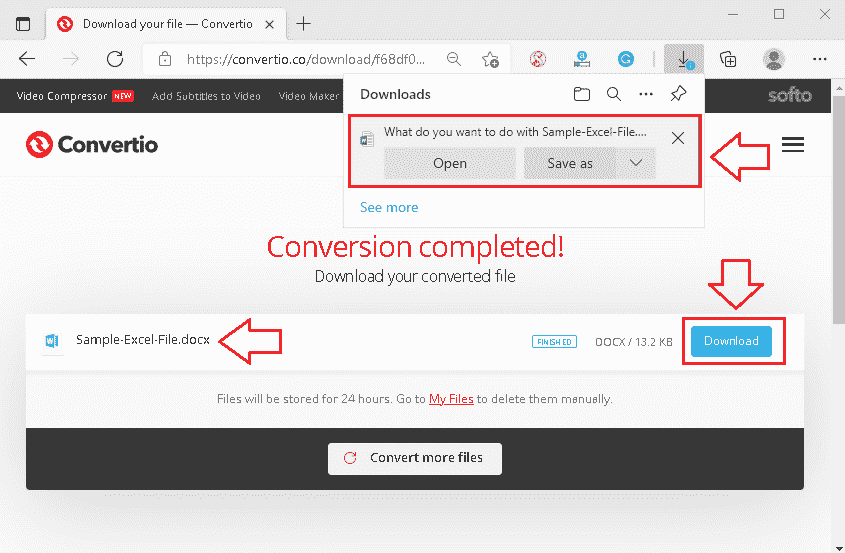 Download your file — Convertio
https://convertio.co/download/f68df0...
Video Compressor NEW Add Subtitles to Video Video Maker
softo
Convertio
Downloads
What do you want to do with Sample-Excel-File....
Open Save as
See more
Conversion completed!
Download your converted file
Sample-Excel-File.docx FINISHED DOCX / 13.2 KB Download
Files will be stored for 24 hours. Go to My Files to delete them manually.
Convert more files